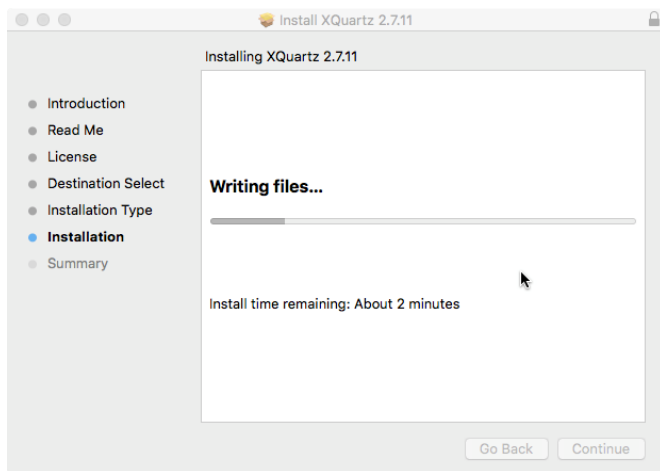 Install XQuartz 2.7.11
Installing XQuartz 2.7.11
Introduction
Read Me
License
Destination Select
Installation Type
Installation
Summary
Writing files...
Install time remaining: About 2 minutes
Go Back
Continue